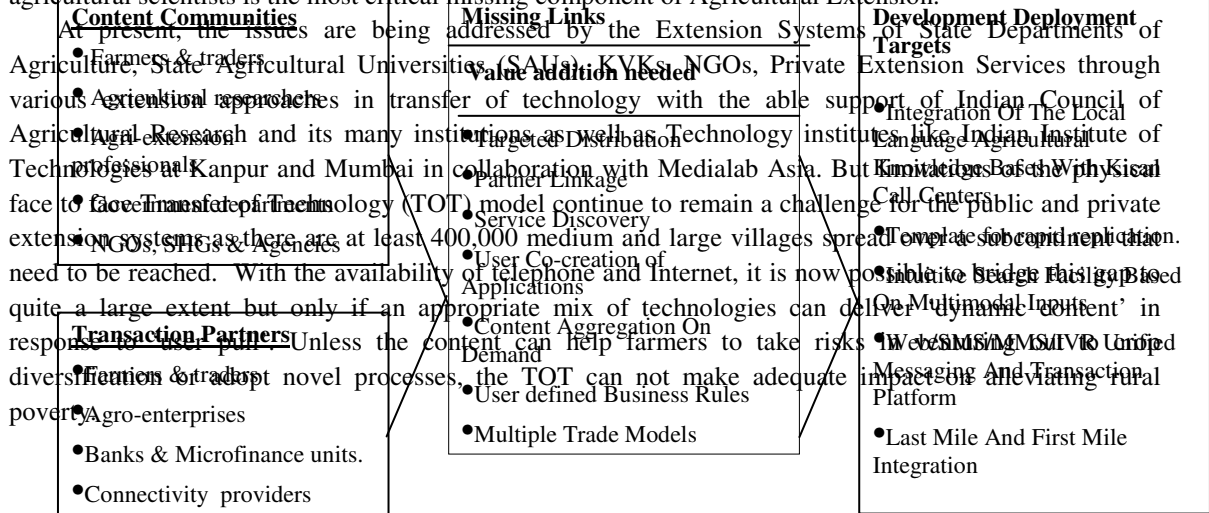 agricultural scientists is the most critical missing component of Agricultural Extension.
At present, the issues are being addressed by the Extension Systems of State Departments of
Agriculture, State Agricultural Universities (SAUs), KVKs, NGOs, Private Extension Services through
various extension approaches in transfer of technology with the able support of Indian Council of
Agricultural Research and its many institutions as well as Technology institutes like Indian Institute of
Technologies at Kanpur and Mumbai in collaboration with Medialab Asia. But limitations of the physical
face to face Transfer of Technology (TOT) model continue to remain a challenge for the public and private
extension systems as there are at least 400,000 medium and large villages spread over a subcontinent that
need to be reached. With the availability of telephone and Internet, it is now possible to bridge this gap to
quite a large extent but only if an appropriate mix of technologies can deliver ‘dynamic content’ in
response to ‘user pull’. Unless the content can help farmers to take risks in venturing out to crop
diversification or adopt novel processes, the TOT can not make adequate impact on alleviating rural
poverty.
Content Communities
•Farmers & traders
•Agricultural researchers
•Agri-extension
professionals
•Government departments
•NGOs, SHGs & Agencies
Transaction Partners
•Farmers & traders
•Agro-enterprises
•Banks & Microfinance units.
•Connectivity providers
Missing Links
Value addition needed
•Targeted Distribution
•Partner Linkage
•Service Discovery
•User Co-creation of
Applications
•Content Aggregation On
Demand
•User defined Business Rules
•Multiple Trade Models
Development Deployment
Targets
•Integration Of The Local
Language Agricultural
Knowledge Bases With Kisan
Call Centers
•Template for rapid replication.
•Intuitive Search Facility Based
On Multimodal Inputs
•Web/SMS/MMS/IVR Unified
Messaging And Transaction
Platform
•Last Mile And First Mile
Integration